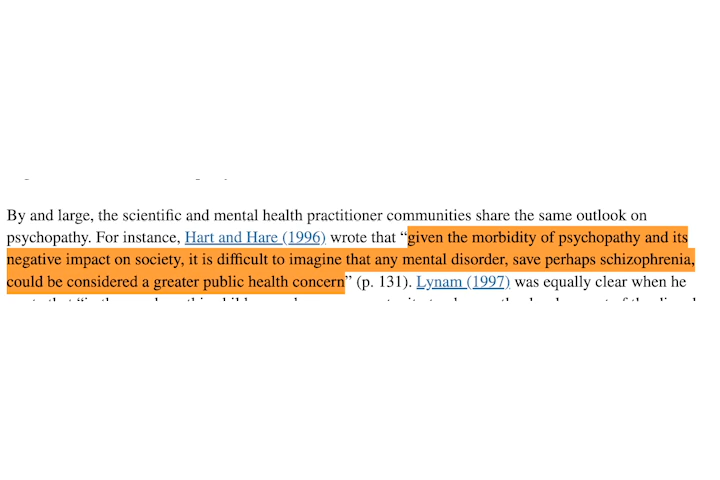 By and large, the scientific and mental health practitioner communities share the same outlook on
psychopathy. For instance, Hart and Hare (1996) wrote that “given the morbidity of psychopathy and its
negative impact on society, it is difficult to imagine that any mental disorder, save perhaps schizophrenia,
could be considered a greater public health concern” (p. 131). Lynam (1997) was equally clear when he